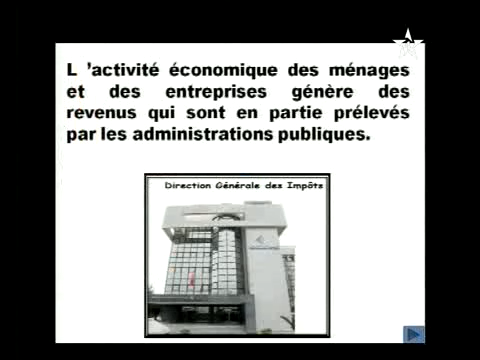 L ’activité économique des ménages
et des entreprises génère des
revenus qui sont en partie prélevés
par les administrations publiques.
Direction Générale des Impôts